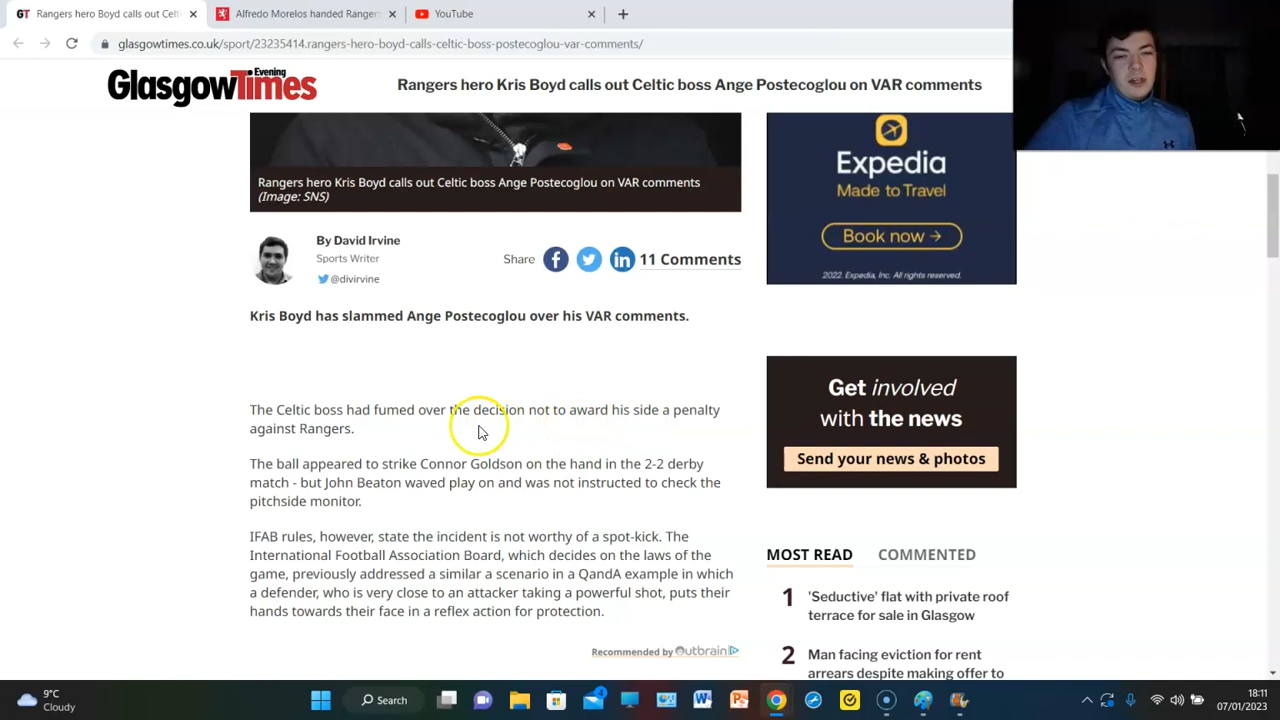 Rangers hero Boyd calls out Celt
Alfredo Morelos handed Ranger
YouTube
glasgowtimes.co.uk/sport/23235414.rangers-hero-boyd-calls-celtic-boss-postecoglou-var-comments/
Evening
GlasgowTimes
Rangers hero Kris Boyd calls out Celtic boss Ange Postecoglou on VAR comments
Rangers hero Kris Boyd calls out Celtic boss Ange Postecoglou on VAR comments
(Image: SNS)
By David Irvine
Sports Writer
@divirvine
Share
11 Comments
Kris Boyd has slammed Ange Postecoglou over his VAR comments.
The Celtic boss had fumed over the decision not to award his side a penalty
against Rangers.
The ball appeared to strike Connor Goldson on the hand in the 2-2 derby
match - but John Beaton waved play on and was not instructed to check the
pitchside monitor.
IFAB rules, however, state the incident is not worthy of a spot-kick. The
International Football Association Board, which decides on the laws of the
game, previously addressed a similar a scenario in a QandA example in which
a defender, who is very close to an attacker taking a powerful shot, puts their
hands towards their face in a reflex action for protection.
Recommended by Outbrain
Expedia
Made to Travel
Book now →
2022. Expedia, Inc. All rights reserved.
Get involved
with the news
Send your news & photos
MOST READ
COMMENTED
1 'Seductive' flat with private roof
terrace for sale in Glasgow
2 Man facing eviction for rent
arrears despite making offer to
9°C
Cloudy
Search
18:11
07/01/2023